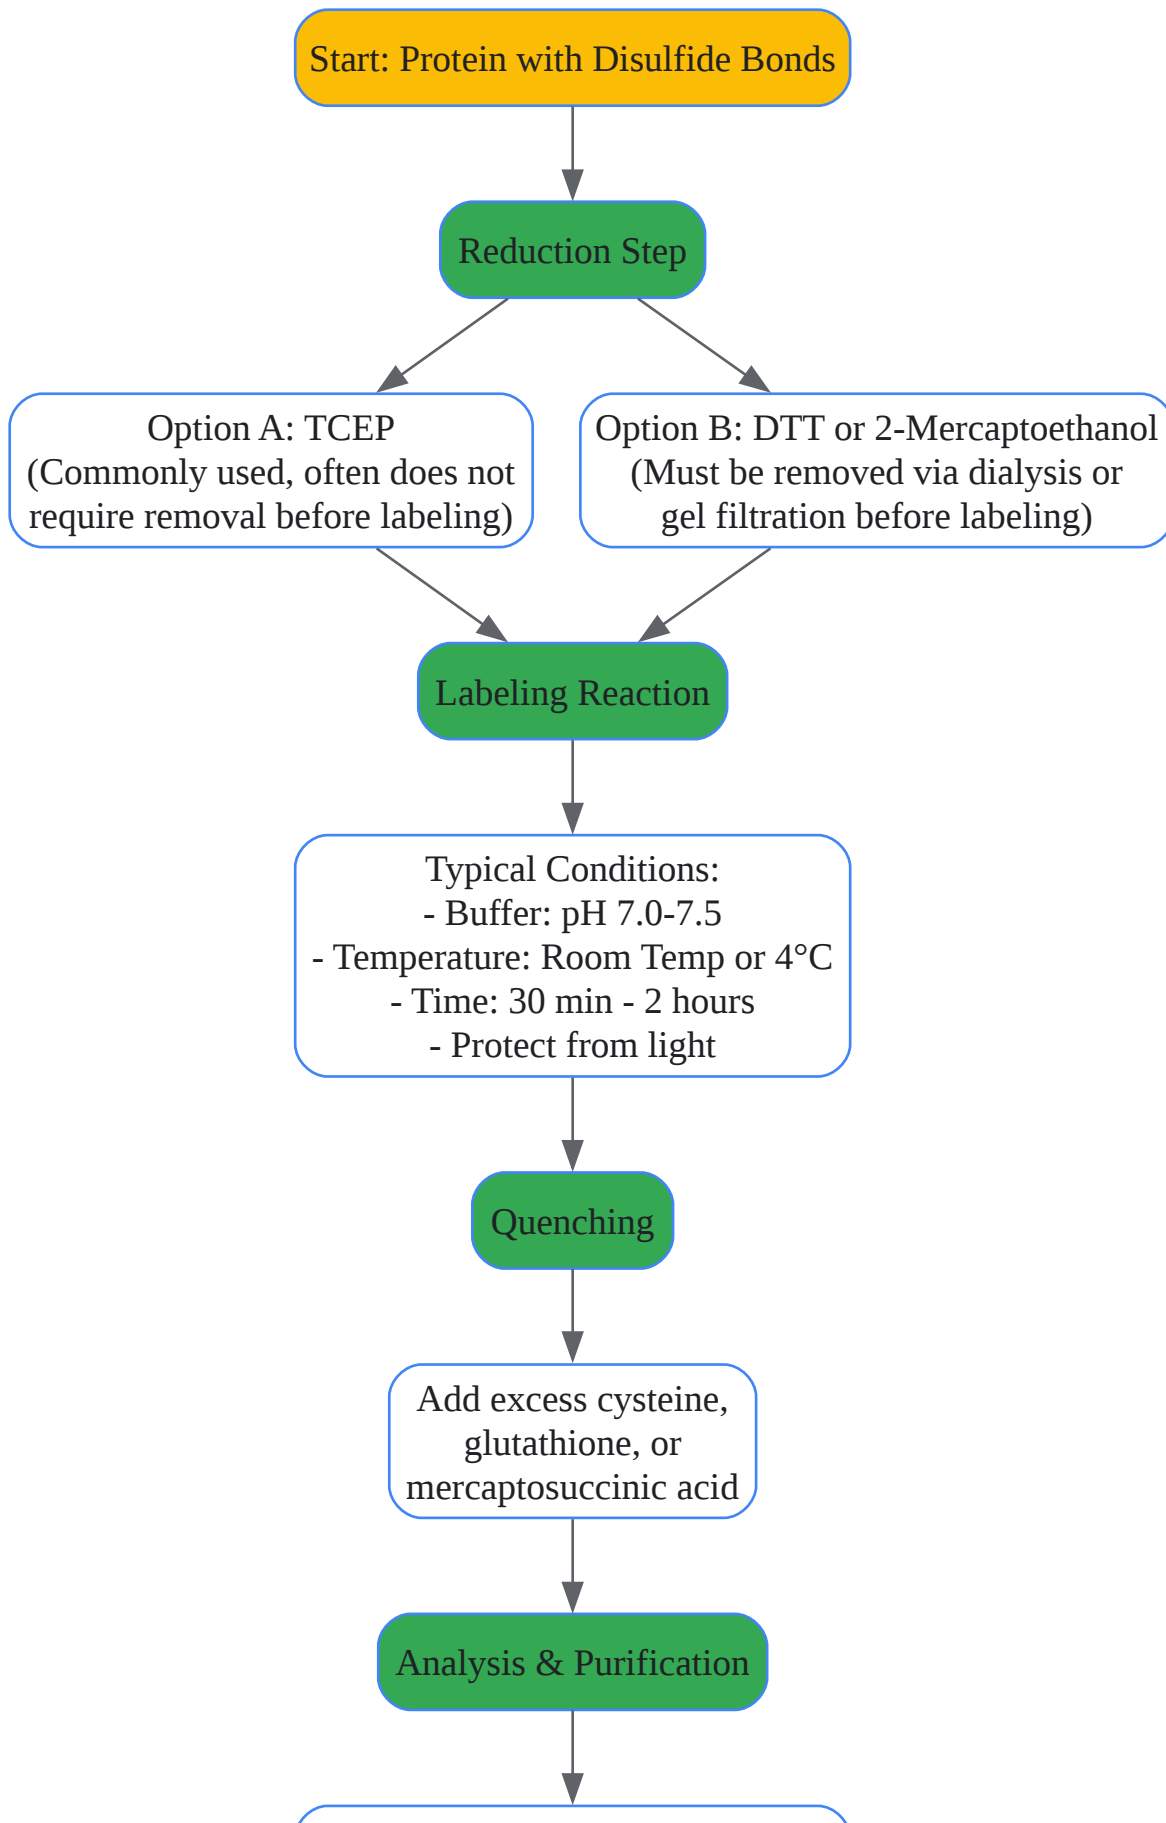 Start: Protein with Disulfide Bonds
Reduction Step
Option A: TCEP
(Commonly used, often does not
require removal before labeling)
Option B: DTT or 2-Mercaptoethanol
(Must be removed via dialysis or
gel filtration before labeling)
Labeling Reaction
Typical Conditions:
- Buffer: pH 7.0-7.5
- Temperature: Room Temp or 4°C
- Time: 30 min - 2 hours
- Protect from light
Quenching
Add excess cysteine,
glutathione, or
mercaptosuccinic acid
Analysis & Purification